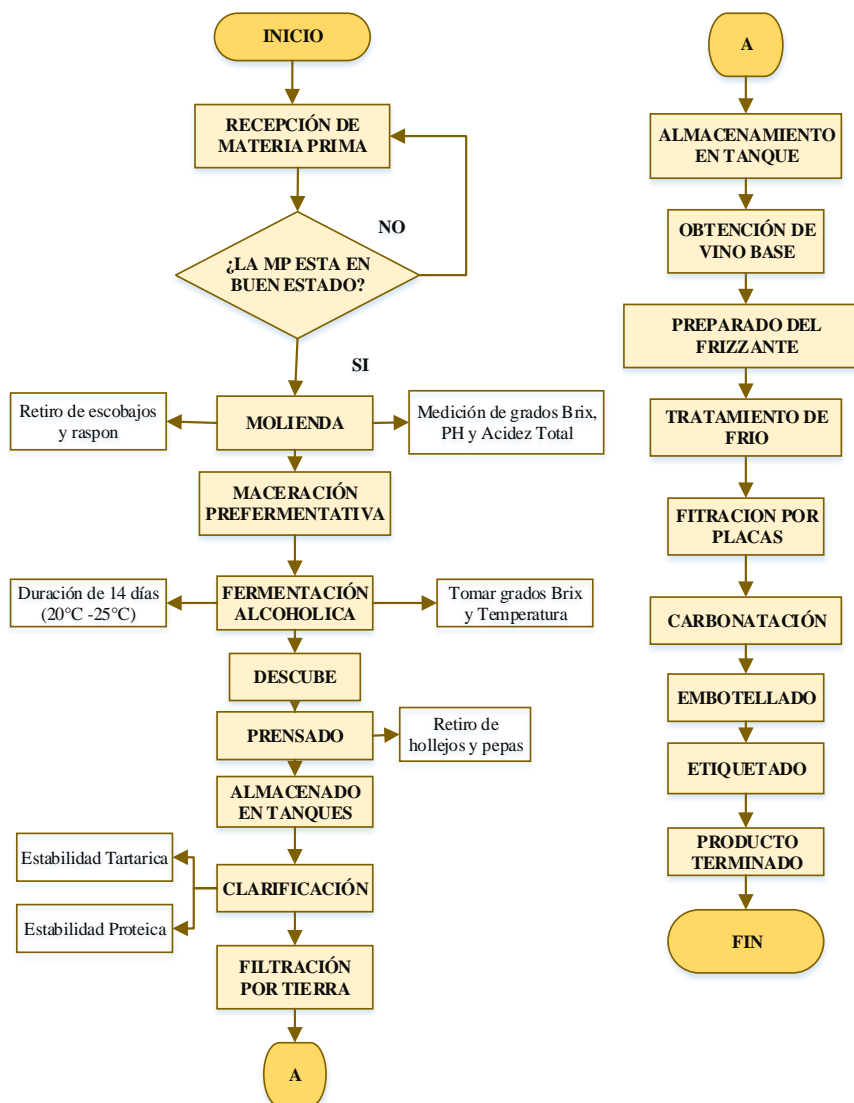 INICIO
RECEPCIÓN DE
MATERIA PRIMA
NO
¿LA MP ESTA EN
BUEN ESTADO?
SI
Retiro de escobajos
y raspon
MOLIENDA
Medición de grados Brix,
PH y Acidez Total
MACERACIÓN
PREFERMENTATIVA
Duración de 14 días
(20°C -25°C)
FERMENTACIÓN
ALCOHOLICA
Tomar grados Brix
y Temperatura
DESCUBE
PRENSADO
Retiro de
hollejos y pepas
ALMACENADO
EN TANQUES
Estabilidad Tartarica
CLARIFICACIÓN
Estabilidad Proteica
FILTRACIÓN
POR TIERRA
A
A
ALMACENAMIENTO
EN TANQUE
OBTENCIÓN DE
VINO BASE
PREPARADO DEL
FRIZZANTE
TRATAMIENTO DE
FRIO
FITRACION POR
PLACAS
CARBONATACIÓN
EMBOTELLADO
ETIQUETADO
PRODUCTO
TERMINADO
FIN